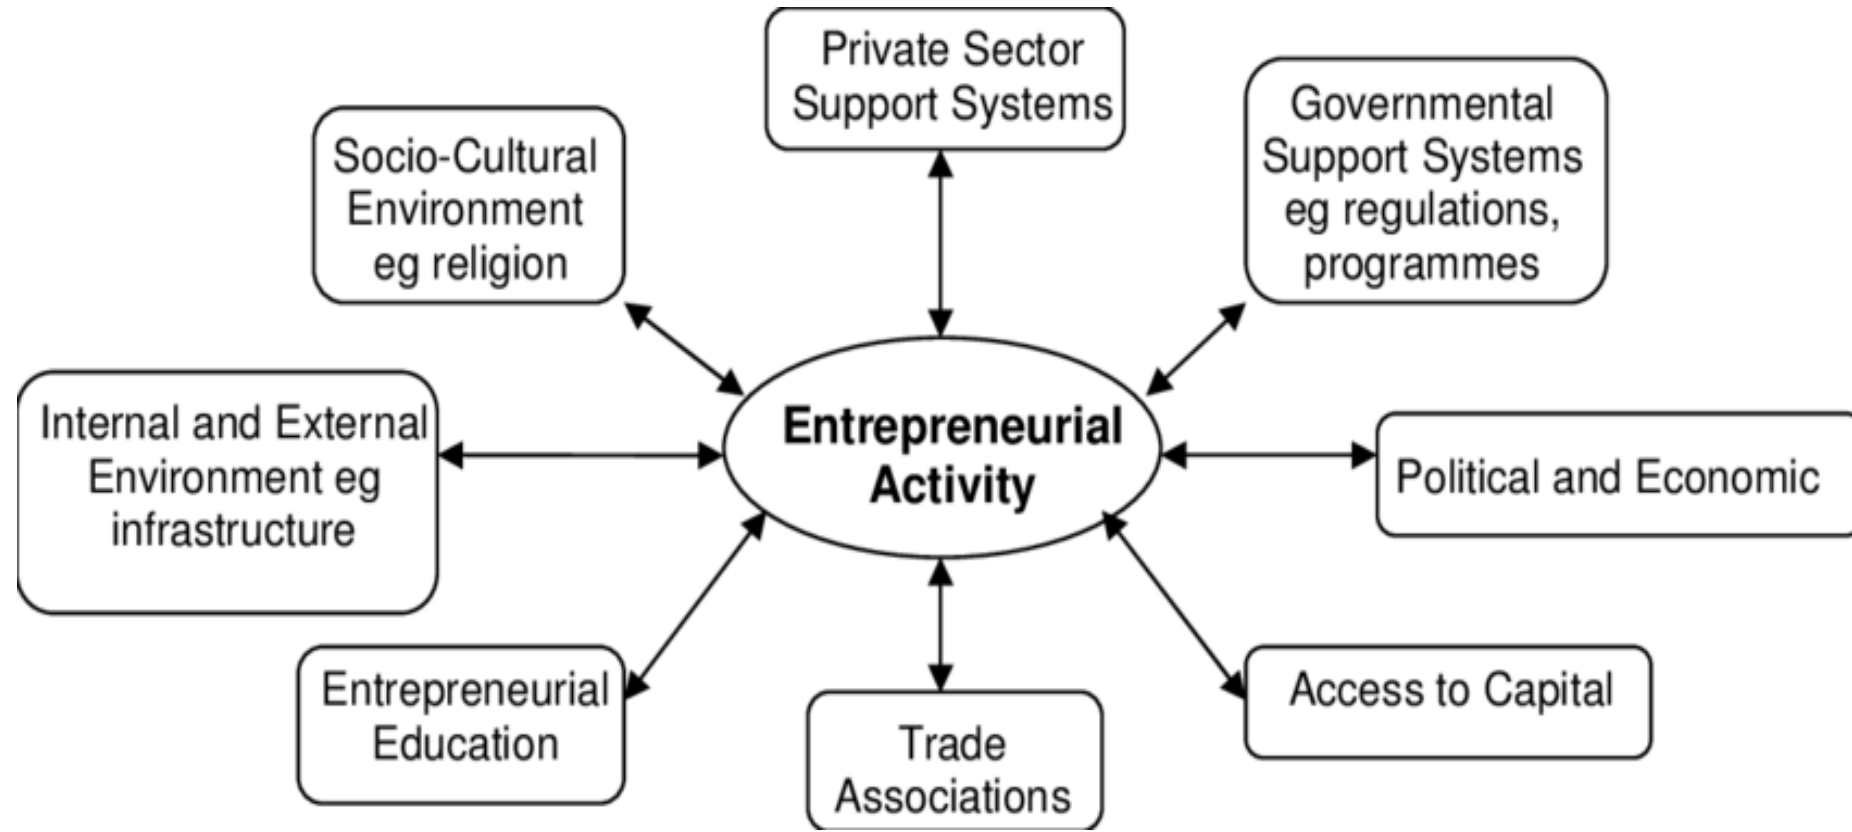 Private Sector
Support Systems
Governmental
Support Systems
eg regulations,
programmes
Socio-Cultural
Environment
eg religion
Internal and External
Environment eg
infrastructure
Entrepreneurial
Activity
Political and Economic
Entrepreneurial
Education
Trade
Associations
Access to Capital